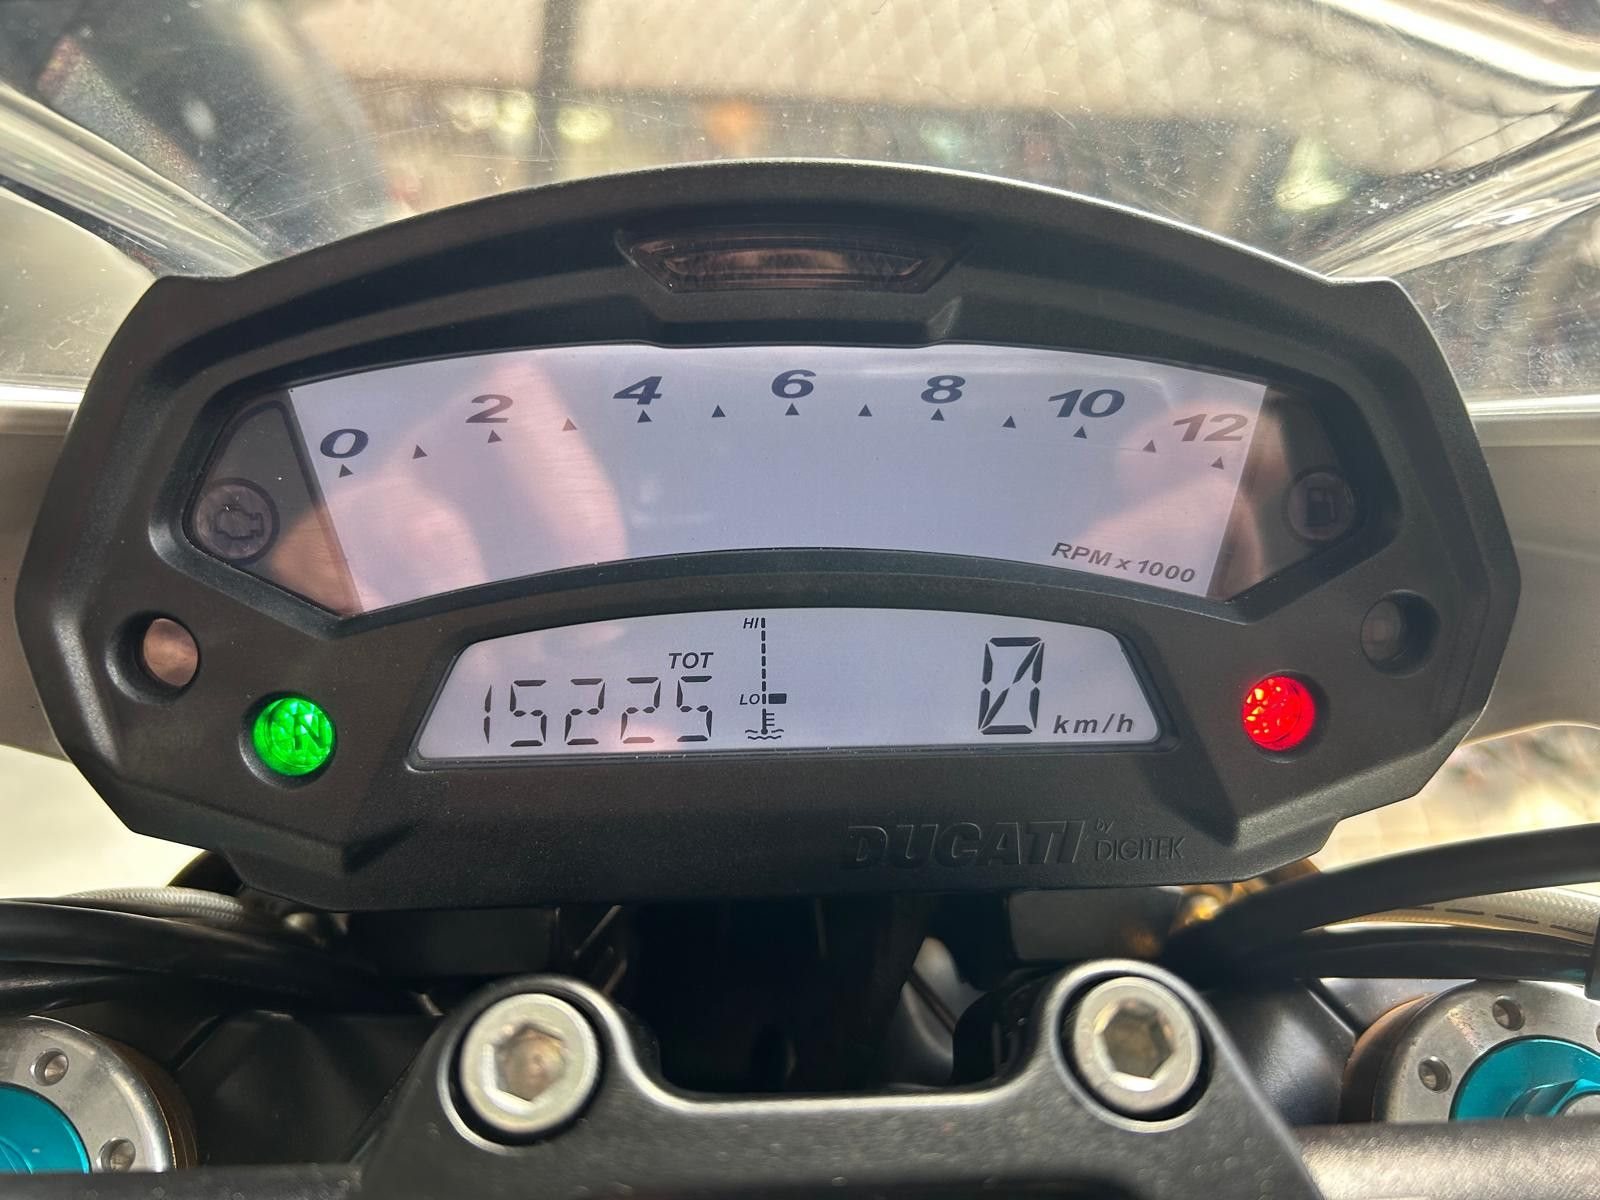 0 2 4 6 8 10 12
RPM x 1000
HI
TOT
LO
15225 0 km/h
N
DUCATI by DIGITEK